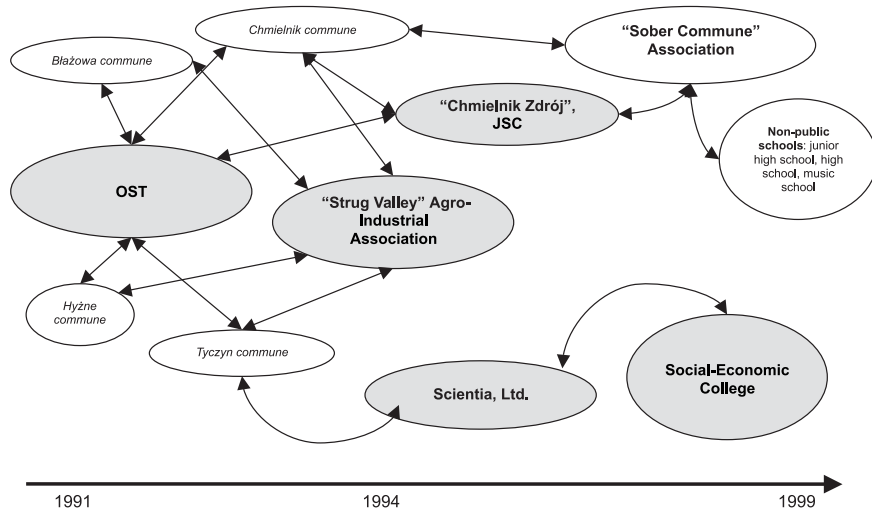 Chmielnik commune
“Sober Commune”
Association
Błażowa commune
“Chmielnik Zdrój”,
JSC
Non-public
schools: junior
high school, high
school, music
school
OST
“Strug Valley” Agro-
Industrial
Association
Hyżne
commune
Tyczyn commune
Scientia, Ltd.
Social-Economic
College
1991
1994
1999